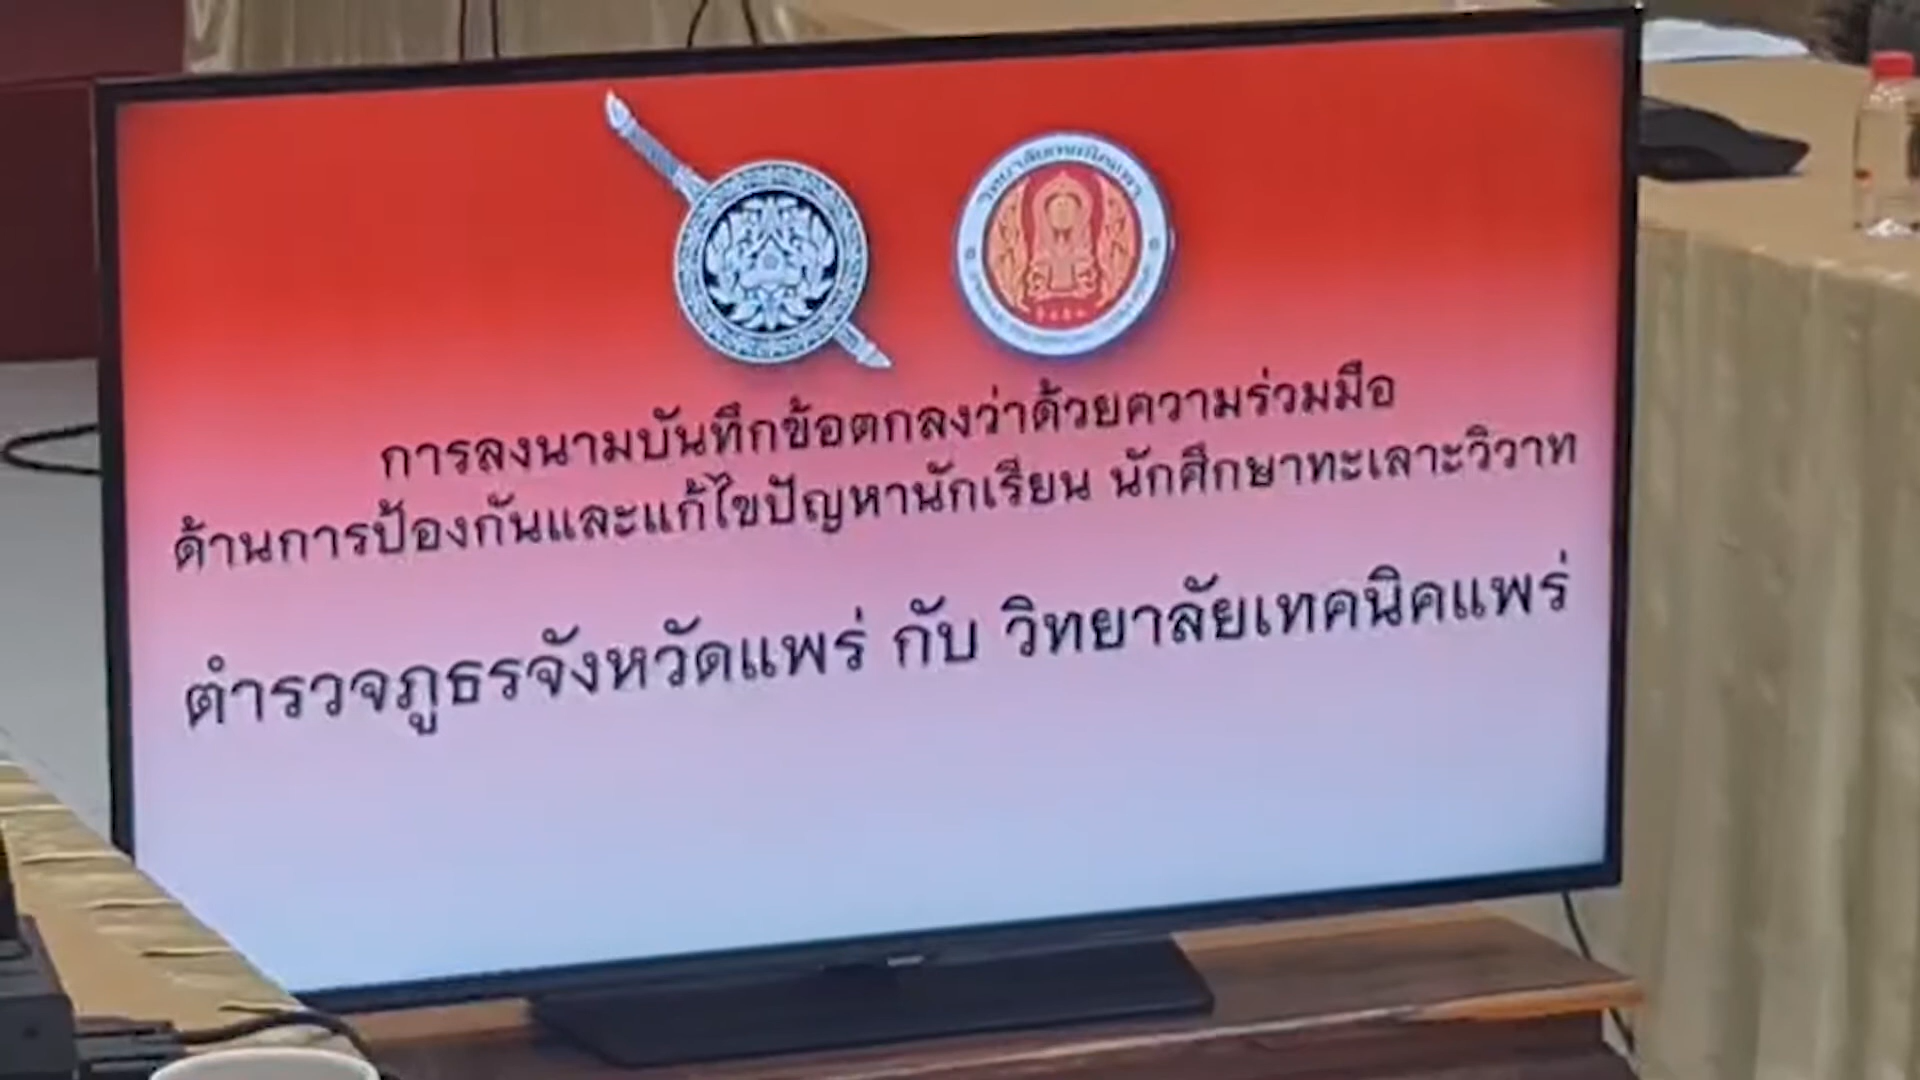 การลงนามบันทึกข้อตกลงว่าด้วยความร่วมมือ
ด้านการป้องกันและแก้ไขปัญหานักเรียน นักศึกษาทะเลาะวิวาท
ตำรวจภูธรจังหวัดแพร่ กับ วิทยาลัยเทคนิคแพร่